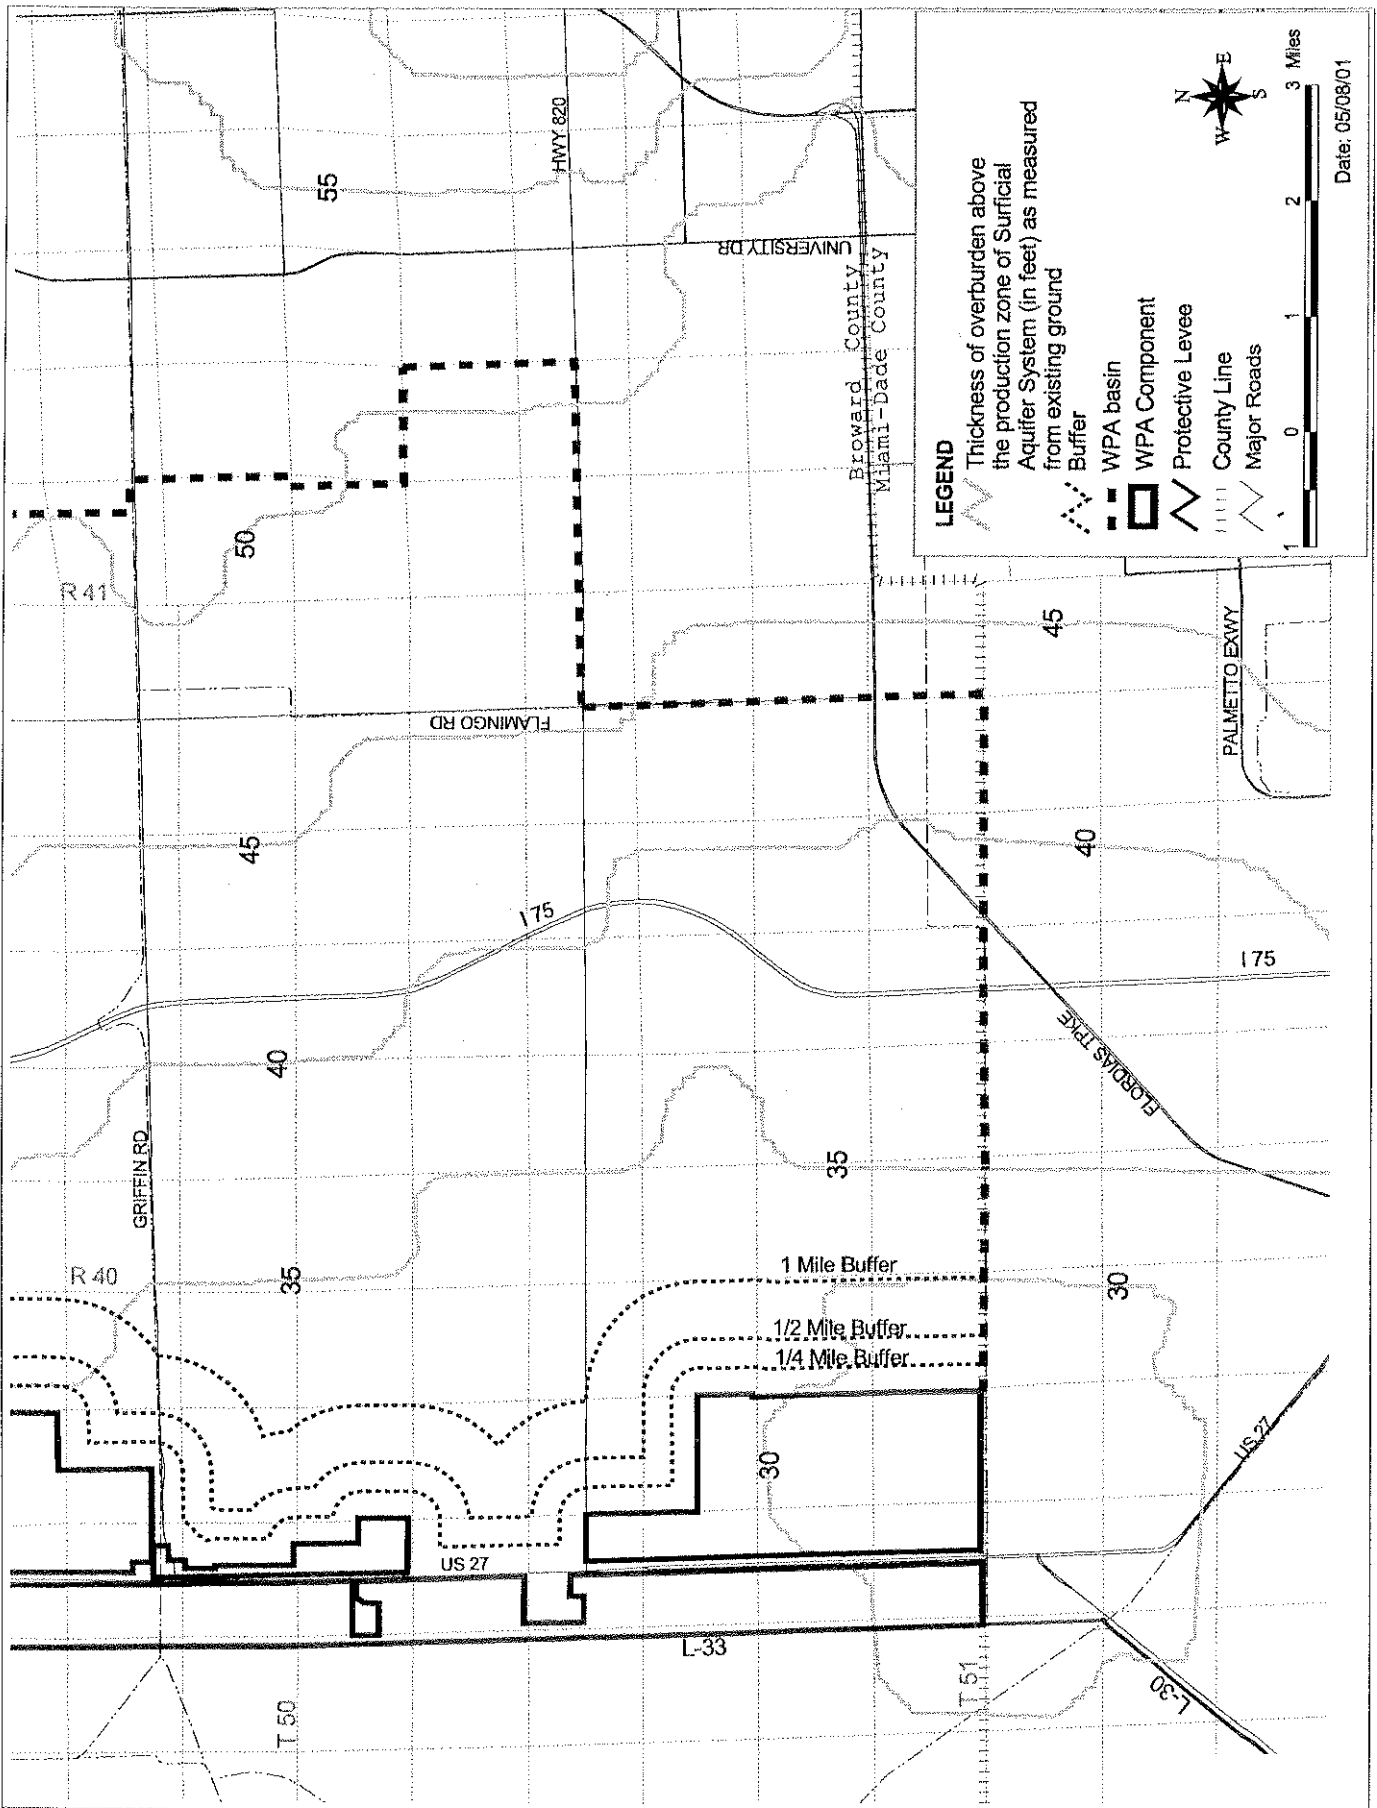 HWY 820
55
UNIVERSITY DR
Broward County
Miami-Dade County
50
R 41
FLAMINGO RD
45
45
PALMETTO EXWY
45
40
I 75
I 75
FLORDIAS TPKE
40
GRIFFIN RD
35
R 40
35
1 Mile Buffer
1/2 Mile Buffer
1/4 Mile Buffer
30
30
US 27
US 27
L-33
T 50
T 51
L-30
LEGEND
Thickness of overburden above
the production zone of Surficial
Aquifer System (in feet) as measured
from existing ground
Buffer
WPA basin
WPA Component
Protective Levee
County Line
Major Roads
N
W
E
S
1 0 1 2 3 Miles
Date: 05/08/01